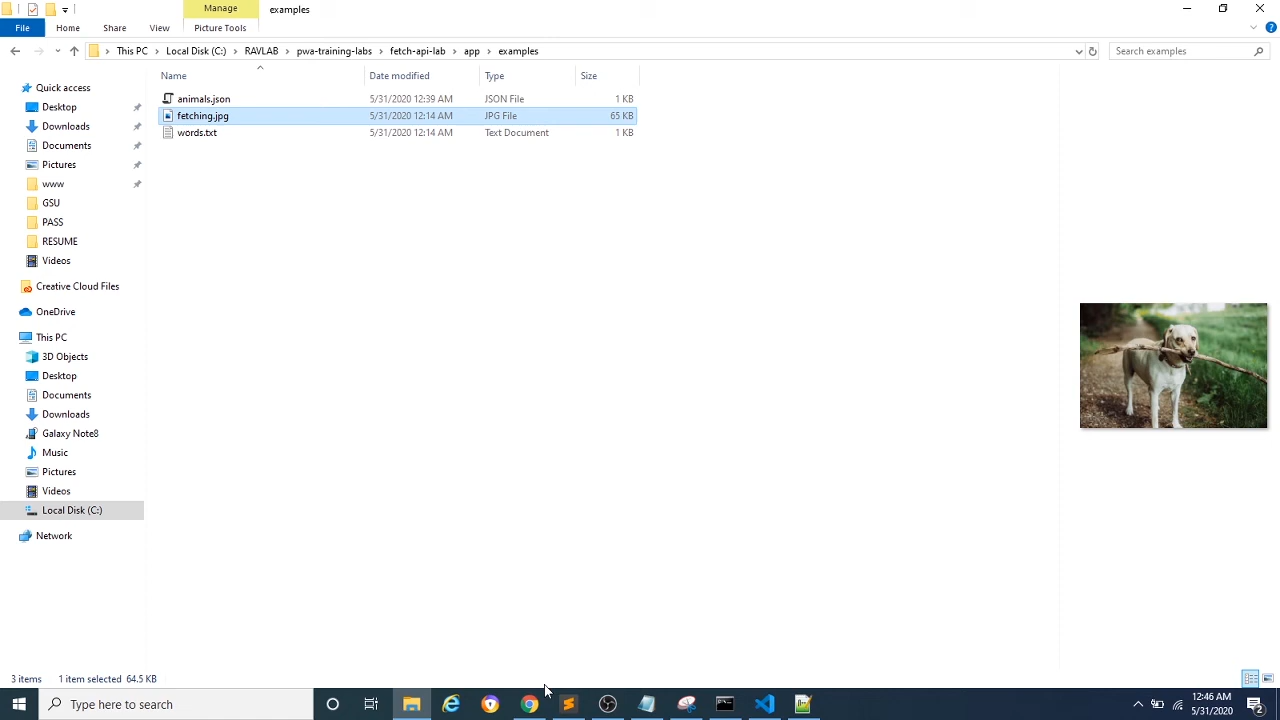 Manage
examples
File
Home
Share
View
Picture Tools
This PC
Local Disk (C:)
RAVLAB
pwa-training-labs
fetch-api-lab
app
examples
Search examples
Name
Date modified
Type
Size
animals.json
5/31/2020 12:39 AM
JSON File
1 KB
fetching.jpg
5/31/2020 12:14 AM
JPG File
65 KB
words.txt
5/31/2020 12:14 AM
Text Document
1 KB
Quick access
Desktop
Downloads
Documents
Pictures
www
GSU
PASS
RESUME
Videos
Creative Cloud Files
OneDrive
This PC
3D Objects
Desktop
Documents
Downloads
Galaxy Note8
Music
Pictures
Videos
Local Disk (C:)
Network
3 items
1 item selected 64.5 KB
Type here to search
12:46 AM
5/31/2020
2